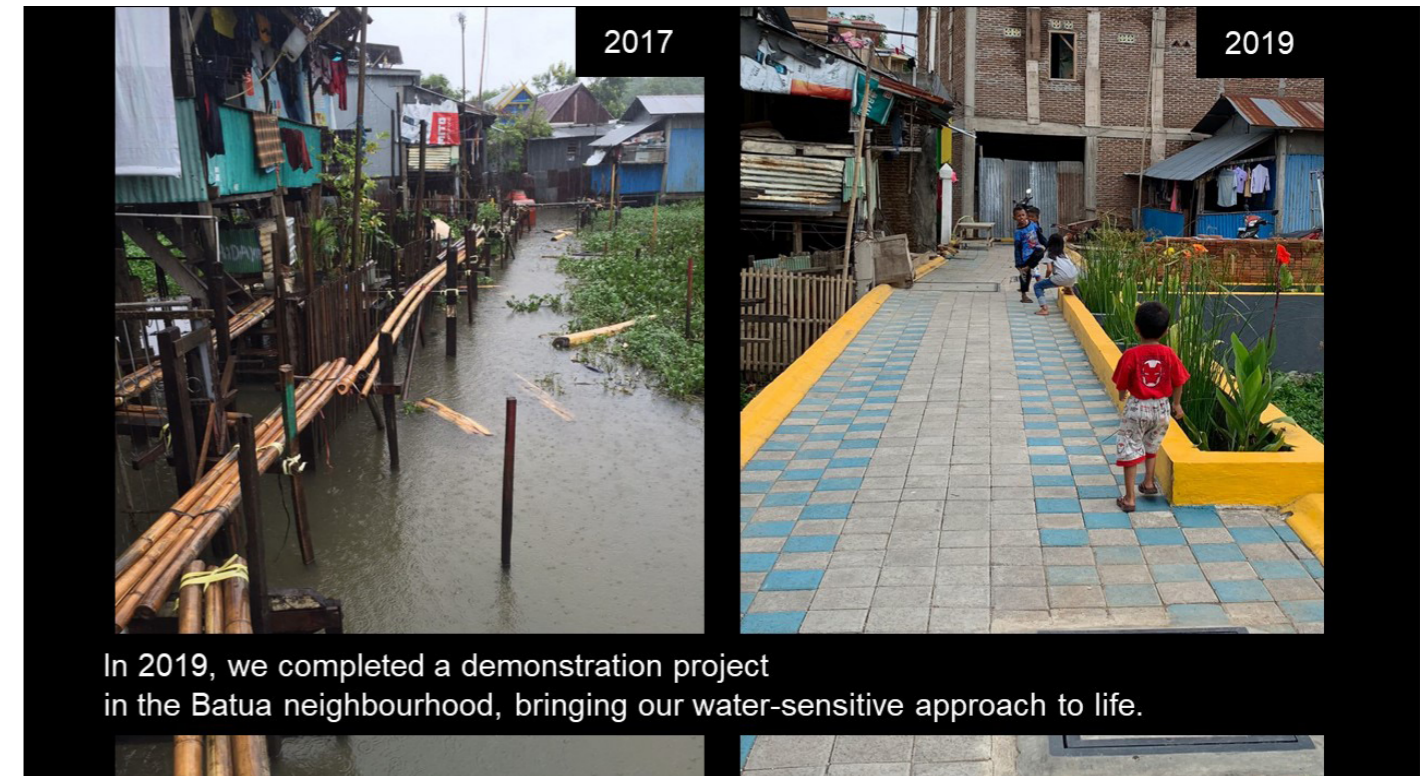 2017
2019
In 2019, we completed a demonstration project
in the Batua neighbourhood, bringing our water-sensitive approach to life.